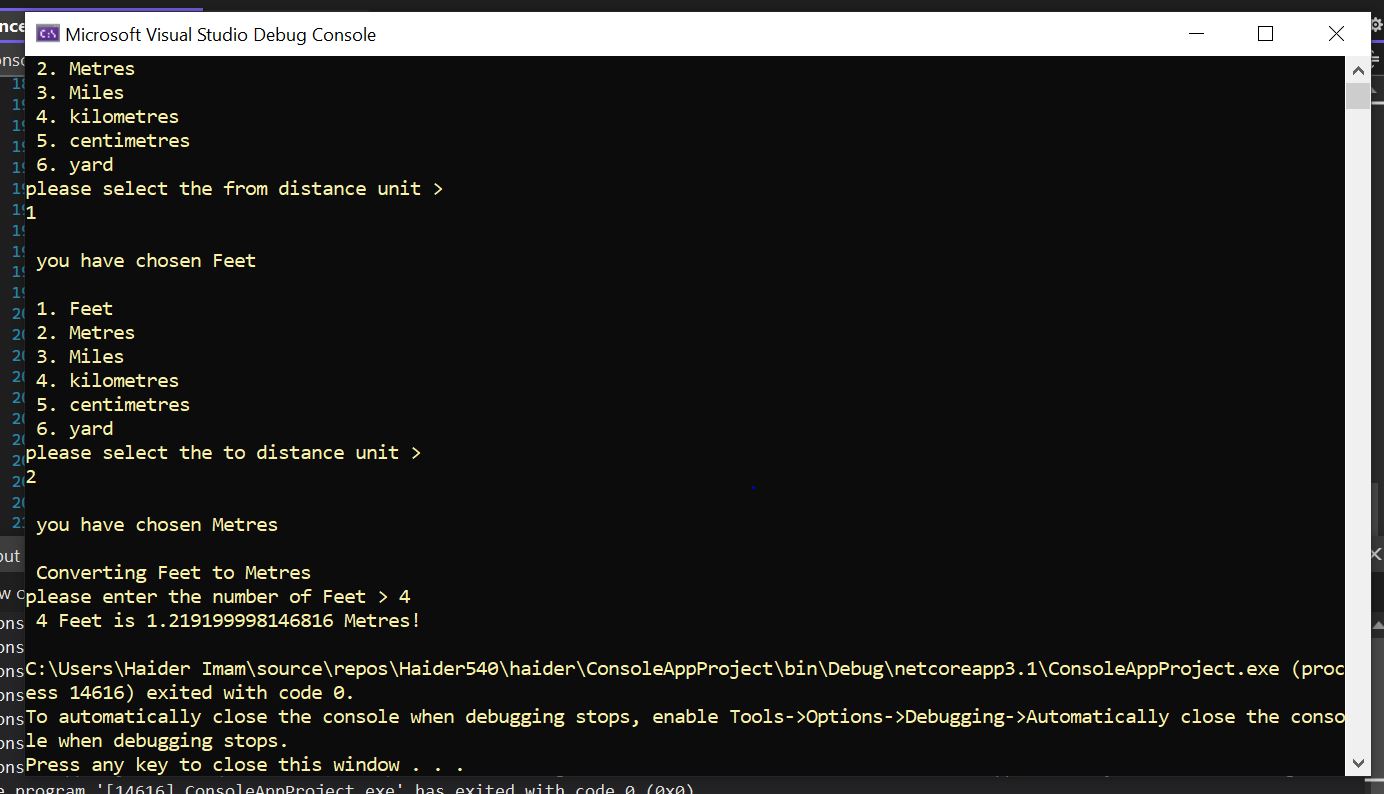 Microsoft Visual Studio Debug Console
2. Metres
3. Miles
4. kilometres
5. centimetres
6. yard
please select the from distance unit >
1
you have chosen Feet
1. Feet
2. Metres
3. Miles
4. kilometres
5. centimetres
6. yard
please select the to distance unit >
2
you have chosen Metres
Converting Feet to Metres
please enter the number of Feet > 4
4 Feet is 1.219199998146816 Metres!
C:\Users\Haider Imam\source\repos\Haider540\haider\ConsoleAppProject\bin\Debug\netcoreapp3.1\ConsoleAppProject.exe (proc
ess 14616) exited with code 0.
To automatically close the console when debugging stops, enable Tools->Options->Debugging->Automatically close the conso
le when debugging stops.
Press any key to close this window . . .
program '[14616] ConsoleAppProject.exe' has exited with code 0 (0x0)